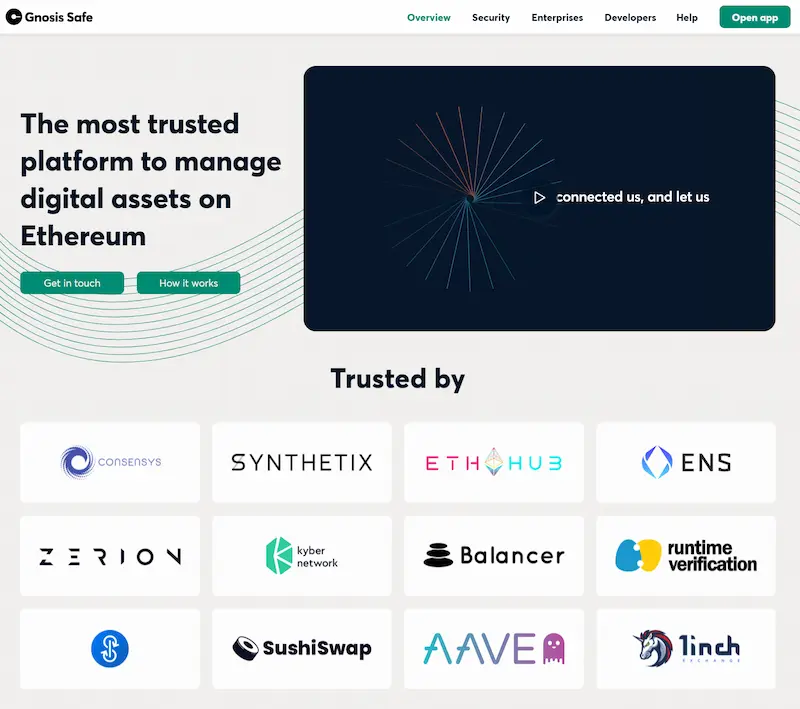 Gnosis Safe
Overview Security Enterprises Developers Help Open app
The most trusted
platform to manage
digital assets on
Ethereum
Get in touch How it works
connected us, and let us
Trusted by
CONSENSYS
SYNTHETIX
ETH HUB
ENS
ZERION
kyber
network
Balancer
runtime
verification
SushiSwap
AAVE
1inch
EXCHANGE